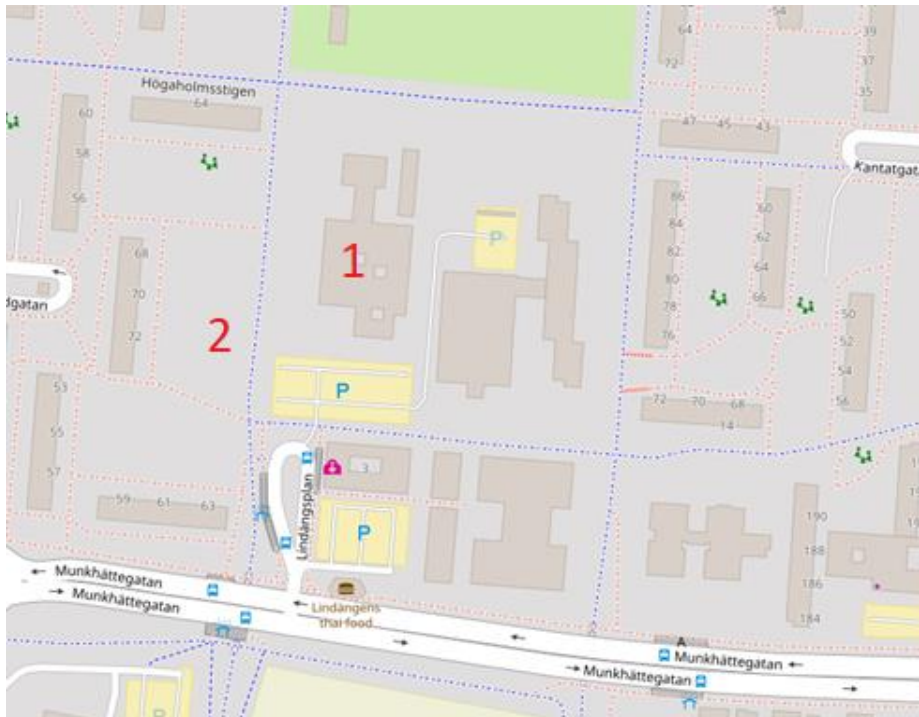 64
72
54
39
37
35
Högaholmsstigen
64
60
58
56
47 45 43
Kantatgat
86
84
82
80
78
76
60
62
64
66
1
P
2
68
70
72
dgatan
50
52
54
56
P
72 70 68
14
53
55
57
3
59 61 63
Lindängsplan
P
190
188
186
184
Munkhättegatan
Munkhättegatan
Lindängens
thai food
A
Munkhättegatan
Munkhättegatan
P